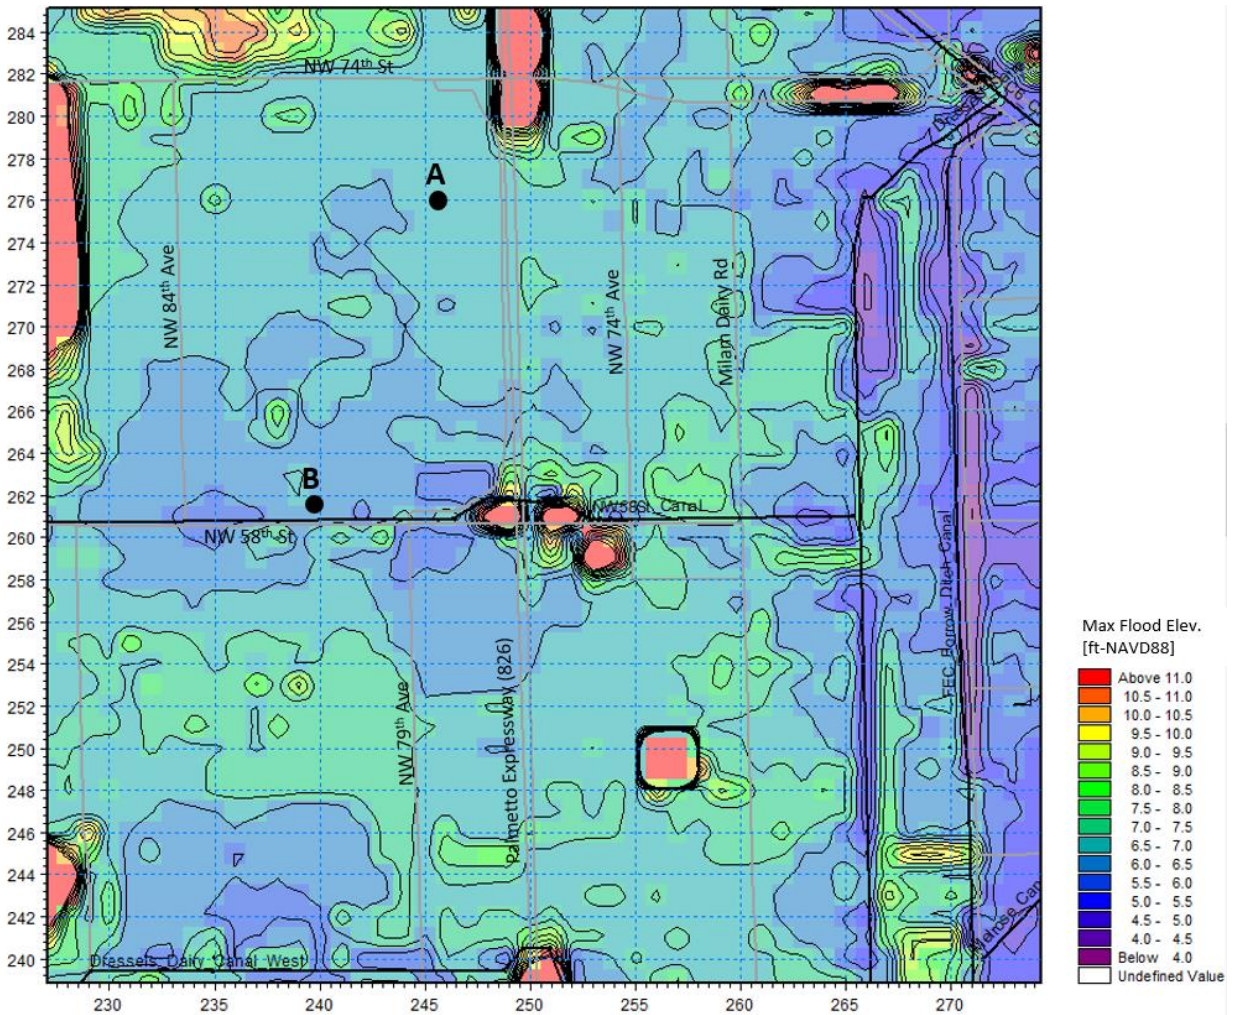 284
282
280
278
276
274
272
270
268
266
264
262
260
258
256
254
252
250
248
246
244
242
240
230
235
240
245
250
255
260
265
270
NW 74th St
A
NW 84th Ave
NW 74th Ave
Milam Dairy Rd
B
NW58St. Canal
NW 58th St
FEC Borrow Ditch Canal
NW 79th Ave
Palmetto Expressway (826)
Dressels Dairy Canal West
Melrose Can
Max Flood Elev.
[ft-NAVD88]
Above 11.0
10.5 - 11.0
10.0 - 10.5
9.5 - 10.0
9.0 - 9.5
8.5 - 9.0
8.0 - 8.5
7.5 - 8.0
7.0 - 7.5
6.5 - 7.0
6.0 - 6.5
5.5 - 6.0
5.0 - 5.5
4.5 - 5.0
4.0 - 4.5
Below 4.0
Undefined Value